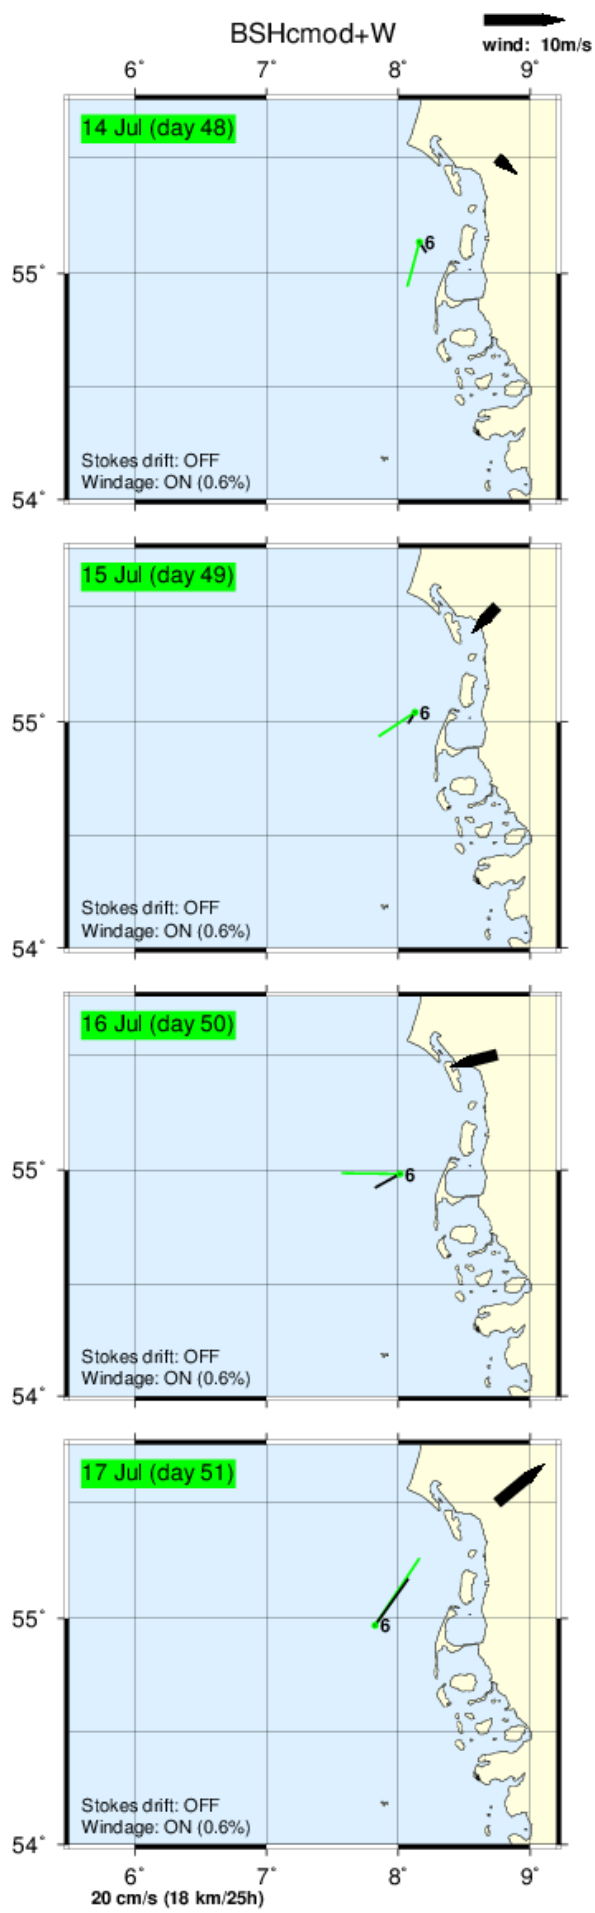 BSHcmod+W
wind: 10m/s
6° 7° 8° 9°
14 Jul (day 48)
6
55°
Stokes drift: OFF
Windage: ON (0.6%)
54°
15 Jul (day 49)
6
55°
Stokes drift: OFF
Windage: ON (0.6%)
54°
16 Jul (day 50)
6
55°
Stokes drift: OFF
Windage: ON (0.6%)
54°
17 Jul (day 51)
55°
6
Stokes drift: OFF
Windage: ON (0.6%)
54°
6° 7° 8° 9°
20 cm/s (18 km/25h)